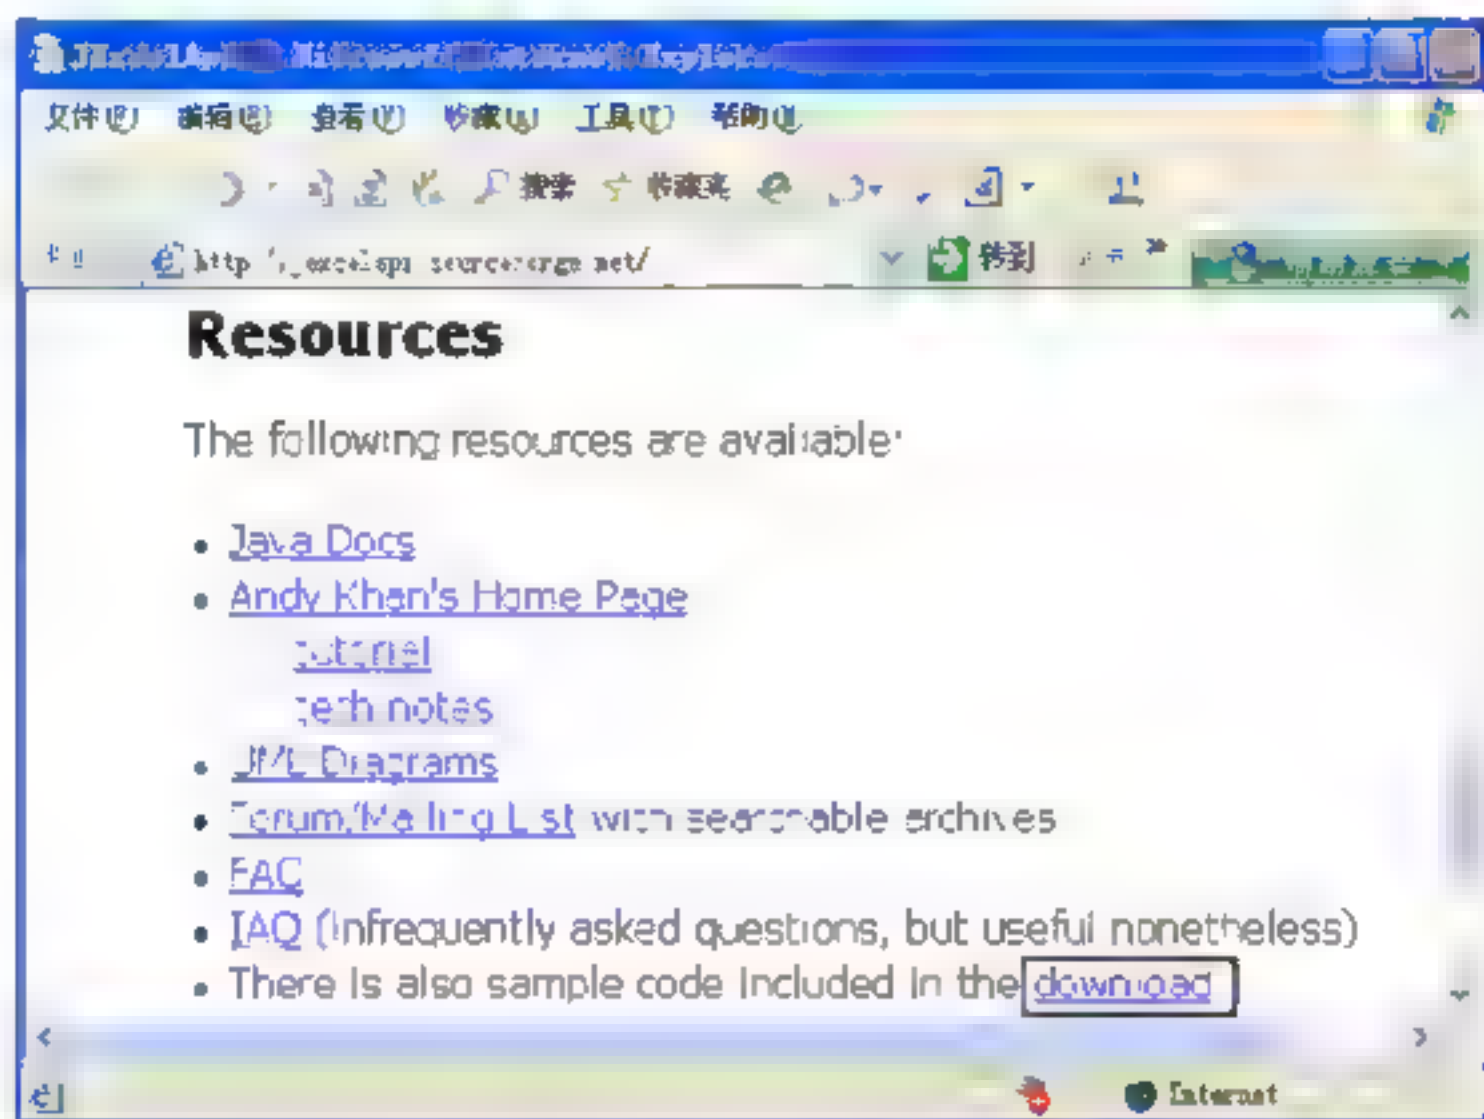 文件(F) 编辑(E) 查看(V) 收藏(A) 工具(T) 帮助(H)
搜索 收藏夹
转到
Resources
The following resources are available:
• Java Docs
• Andy Khan's Home Page
tutorial
tech notes
• UML Diagrams
• Forum/Mailing List with searchable archives
• FAQ
• IAQ (infrequently asked questions, but useful nonetheless)
• There is also sample code included in the download
Internet